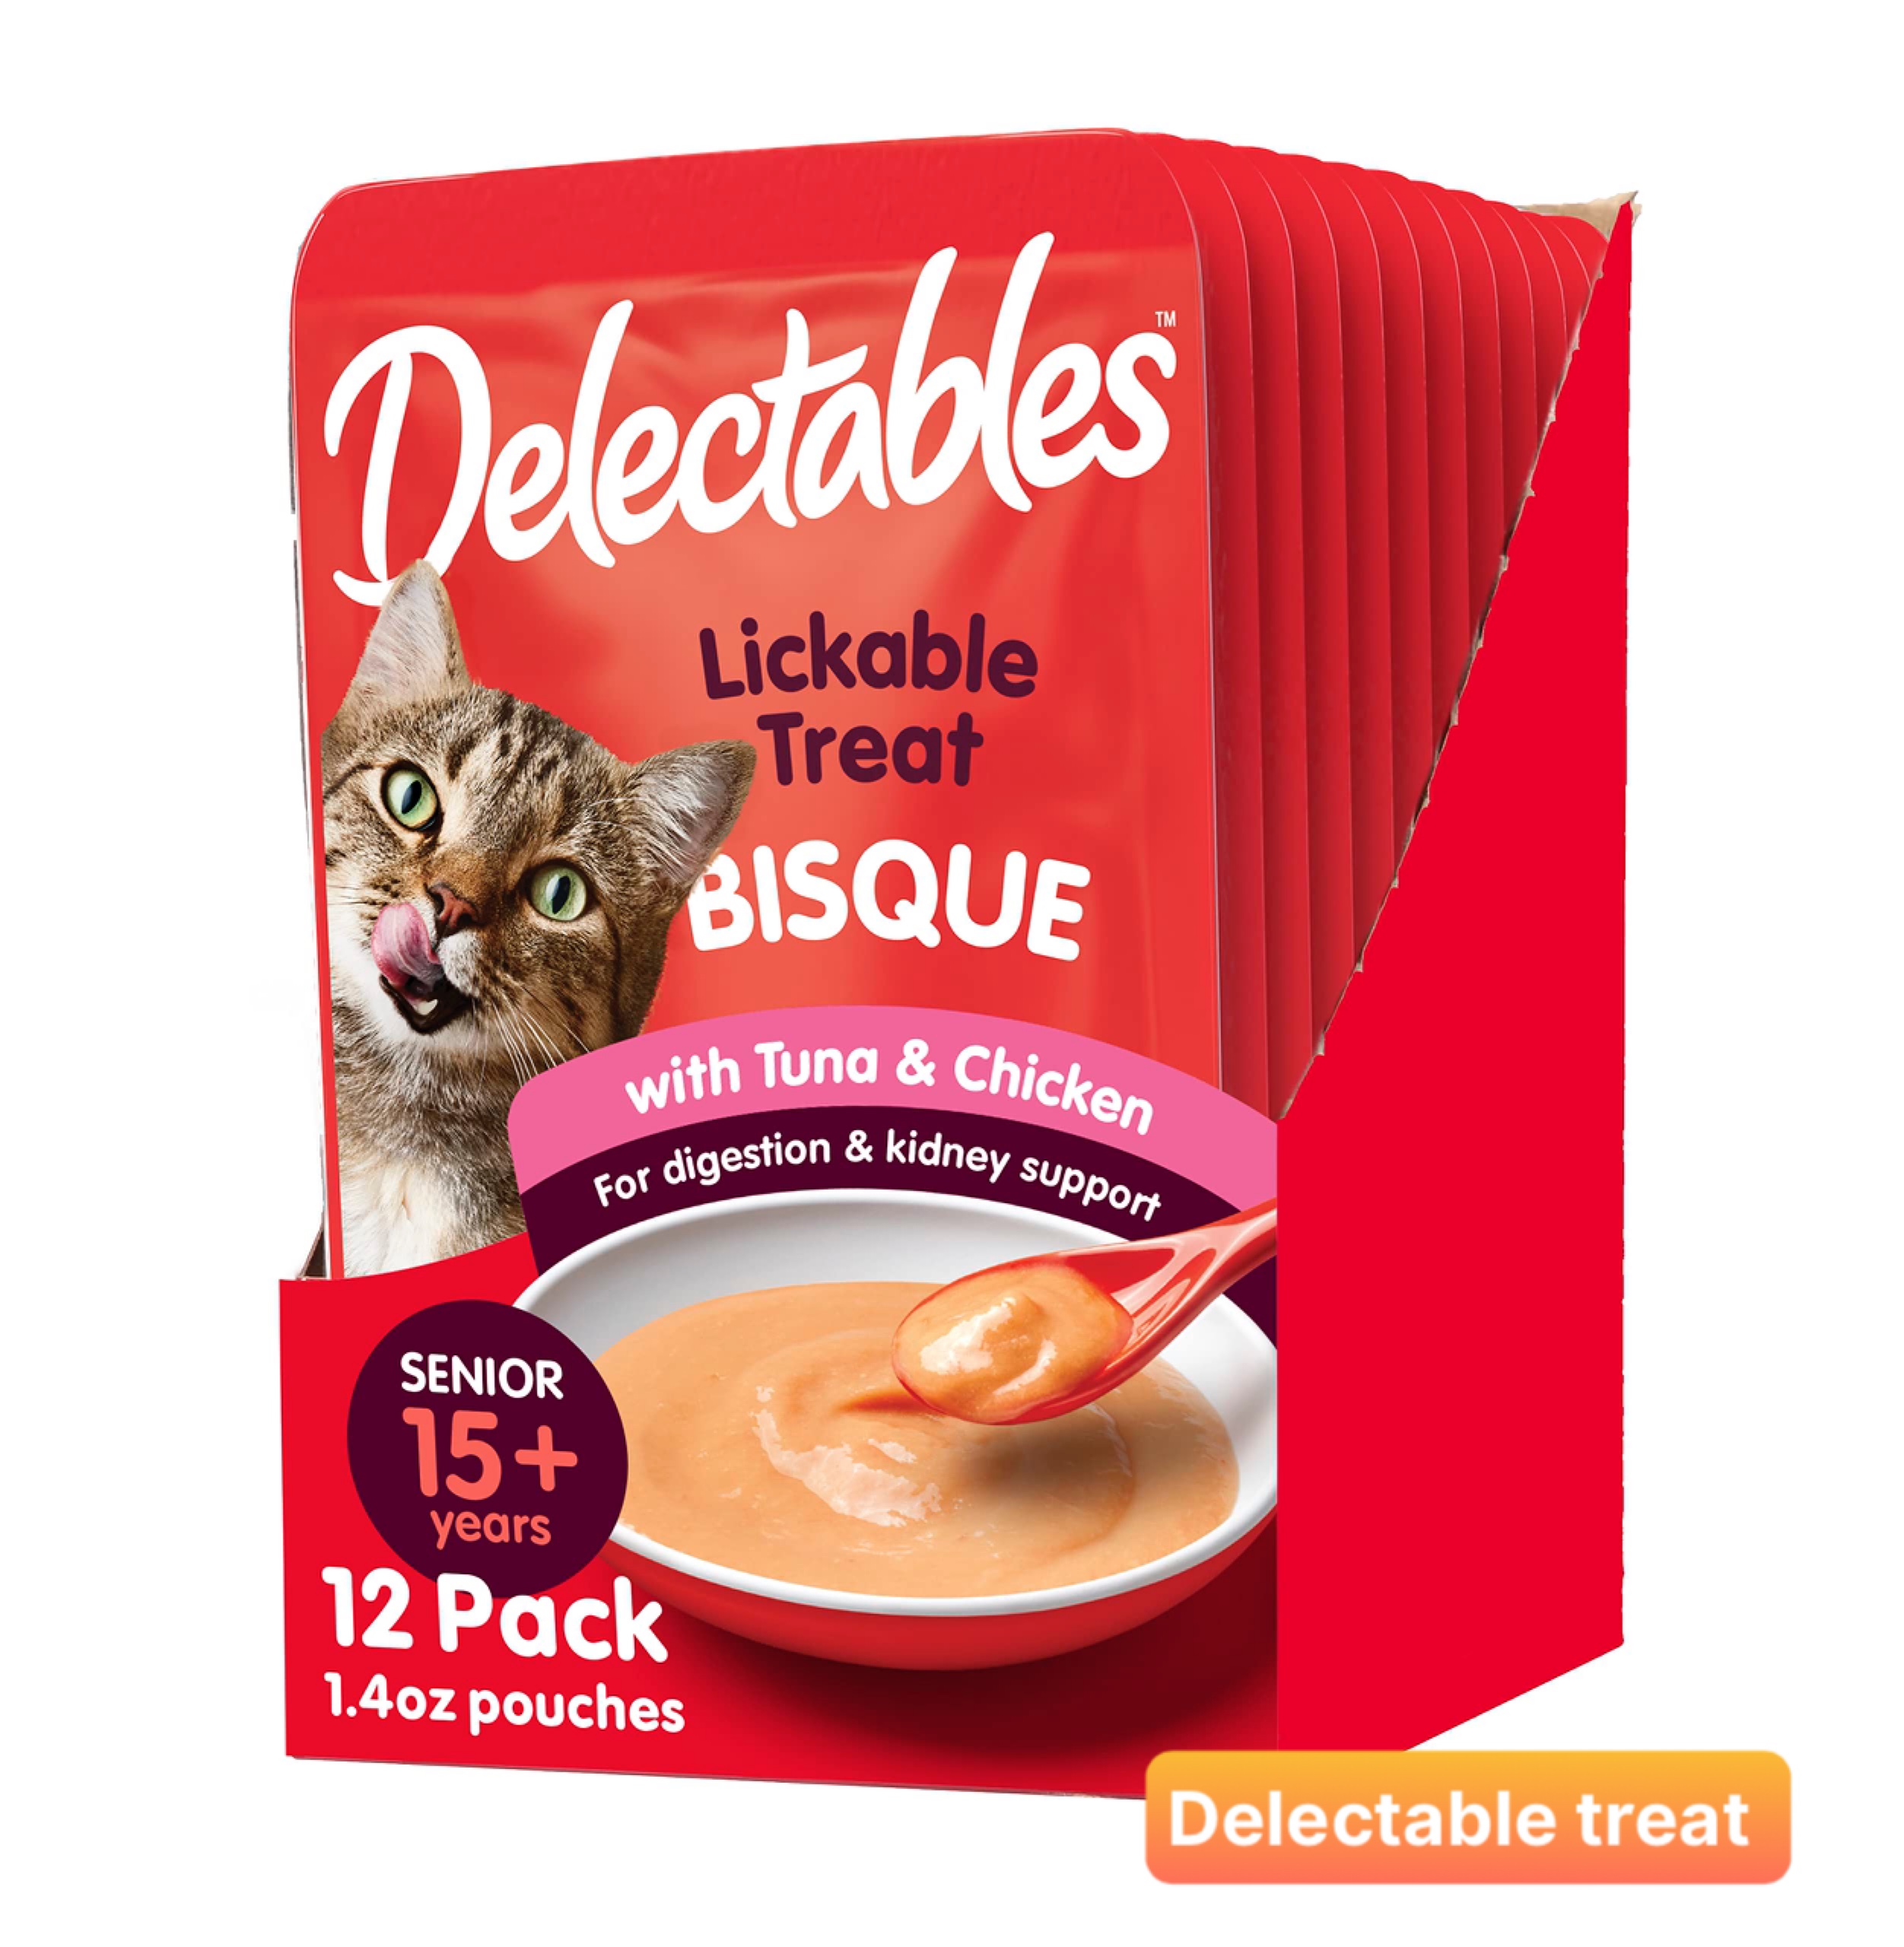 Delectables™
Lickable
Treat
BISQUE
with Tuna & Chicken
For digestion & kidney support
SENIOR
15+
years
12 Pack
1.4oz pouches
Delectable treat